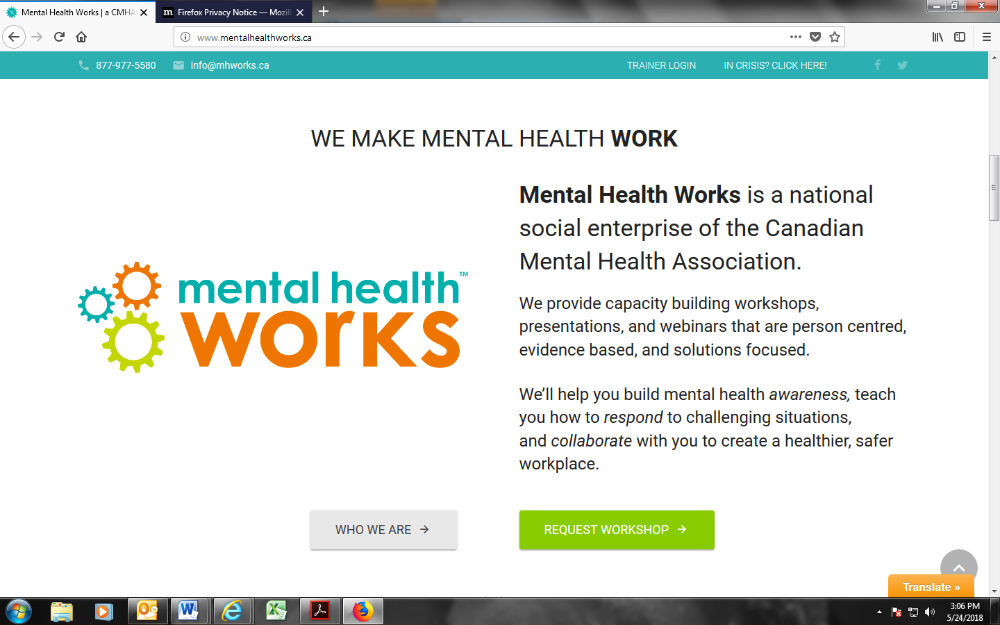 Mental Health Works | a CMHA
Firefox Privacy Notice — Mozil
www.mentalhealthworks.ca
877-977-5580
info@mhworks.ca
TRAINER LOGIN
IN CRISIS? CLICK HERE!
WE MAKE MENTAL HEALTH WORK
mental health™
WORKS
Mental Health Works is a national
social enterprise of the Canadian
Mental Health Association.
We provide capacity building workshops,
presentations, and webinars that are person centred,
evidence based, and solutions focused.
We’ll help you build mental health awareness, teach
you how to respond to challenging situations,
and collaborate with you to create a healthier, safer
workplace.
WHO WE ARE →
REQUEST WORKSHOP →
Translate »
3:06 PM
5/24/2018